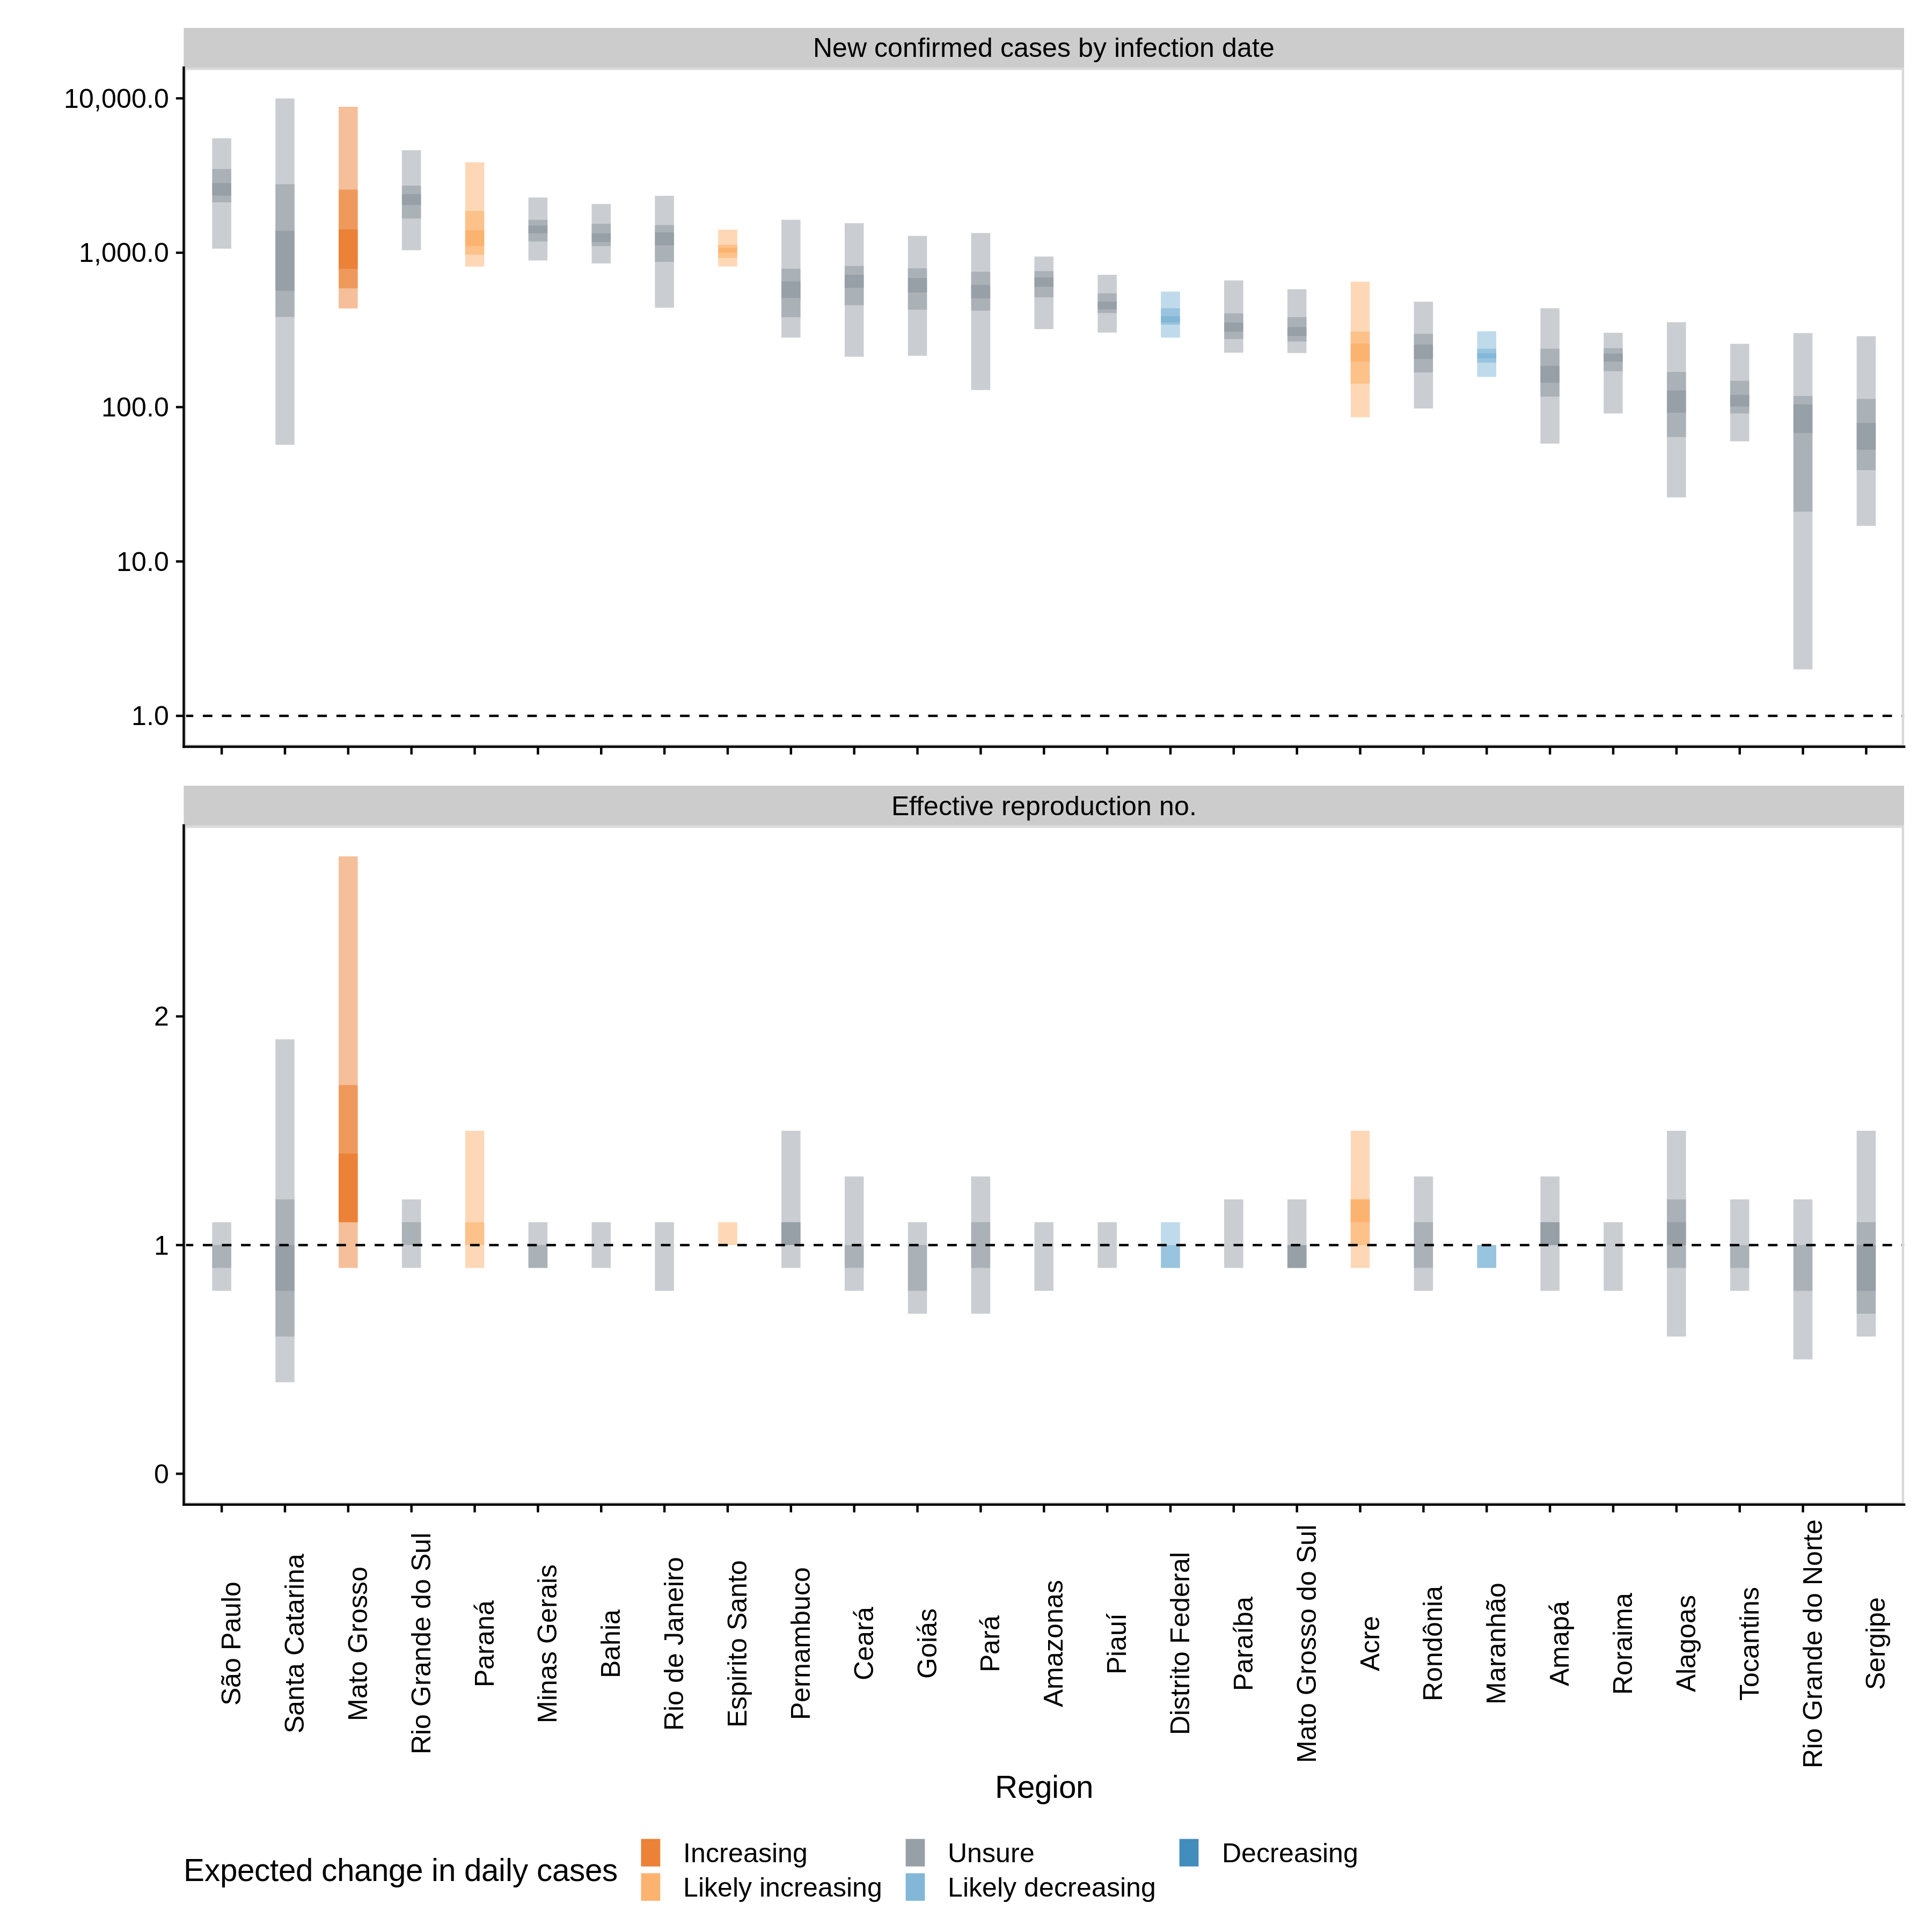 New confirmed cases by infection date
10,000.0
1,000.0
100.0
10.0
1.0
Effective reproduction no.
2
1
0
São Paulo
Santa Catarina
Mato Grosso
Rio Grande do Sul
Paraná
Minas Gerais
Bahia
Rio de Janeiro
Espirito Santo
Pernambuco
Ceará
Goiás
Pará
Amazonas
Piauí
Distrito Federal
Paraíba
Mato Grosso do Sul
Acre
Rondônia
Maranhão
Amapá
Roraima
Alagoas
Tocantins
Rio Grande do Norte
Sergipe
Region
Expected change in daily cases
Increasing
Likely increasing
Unsure
Likely decreasing
Decreasing